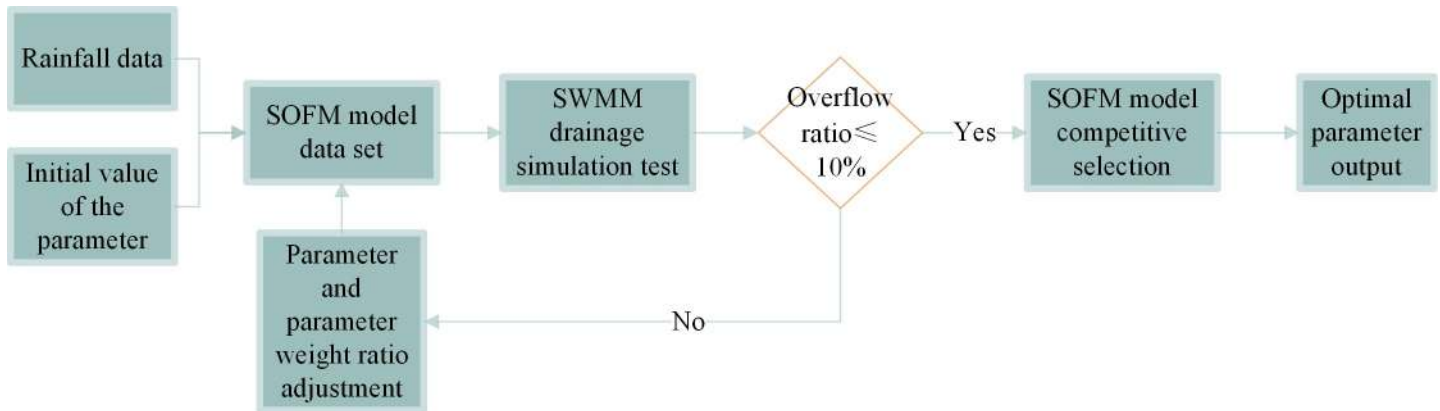 Rainfall data
Initial value
of the
parameter
SOFM model
data set
SWMM
drainage
simulation test
Overflow
ratio≤
10%
Yes
SOFM model
competitive
selection
Optimal
parameter
output
No
Parameter
and
parameter
weight ratio
adjustment